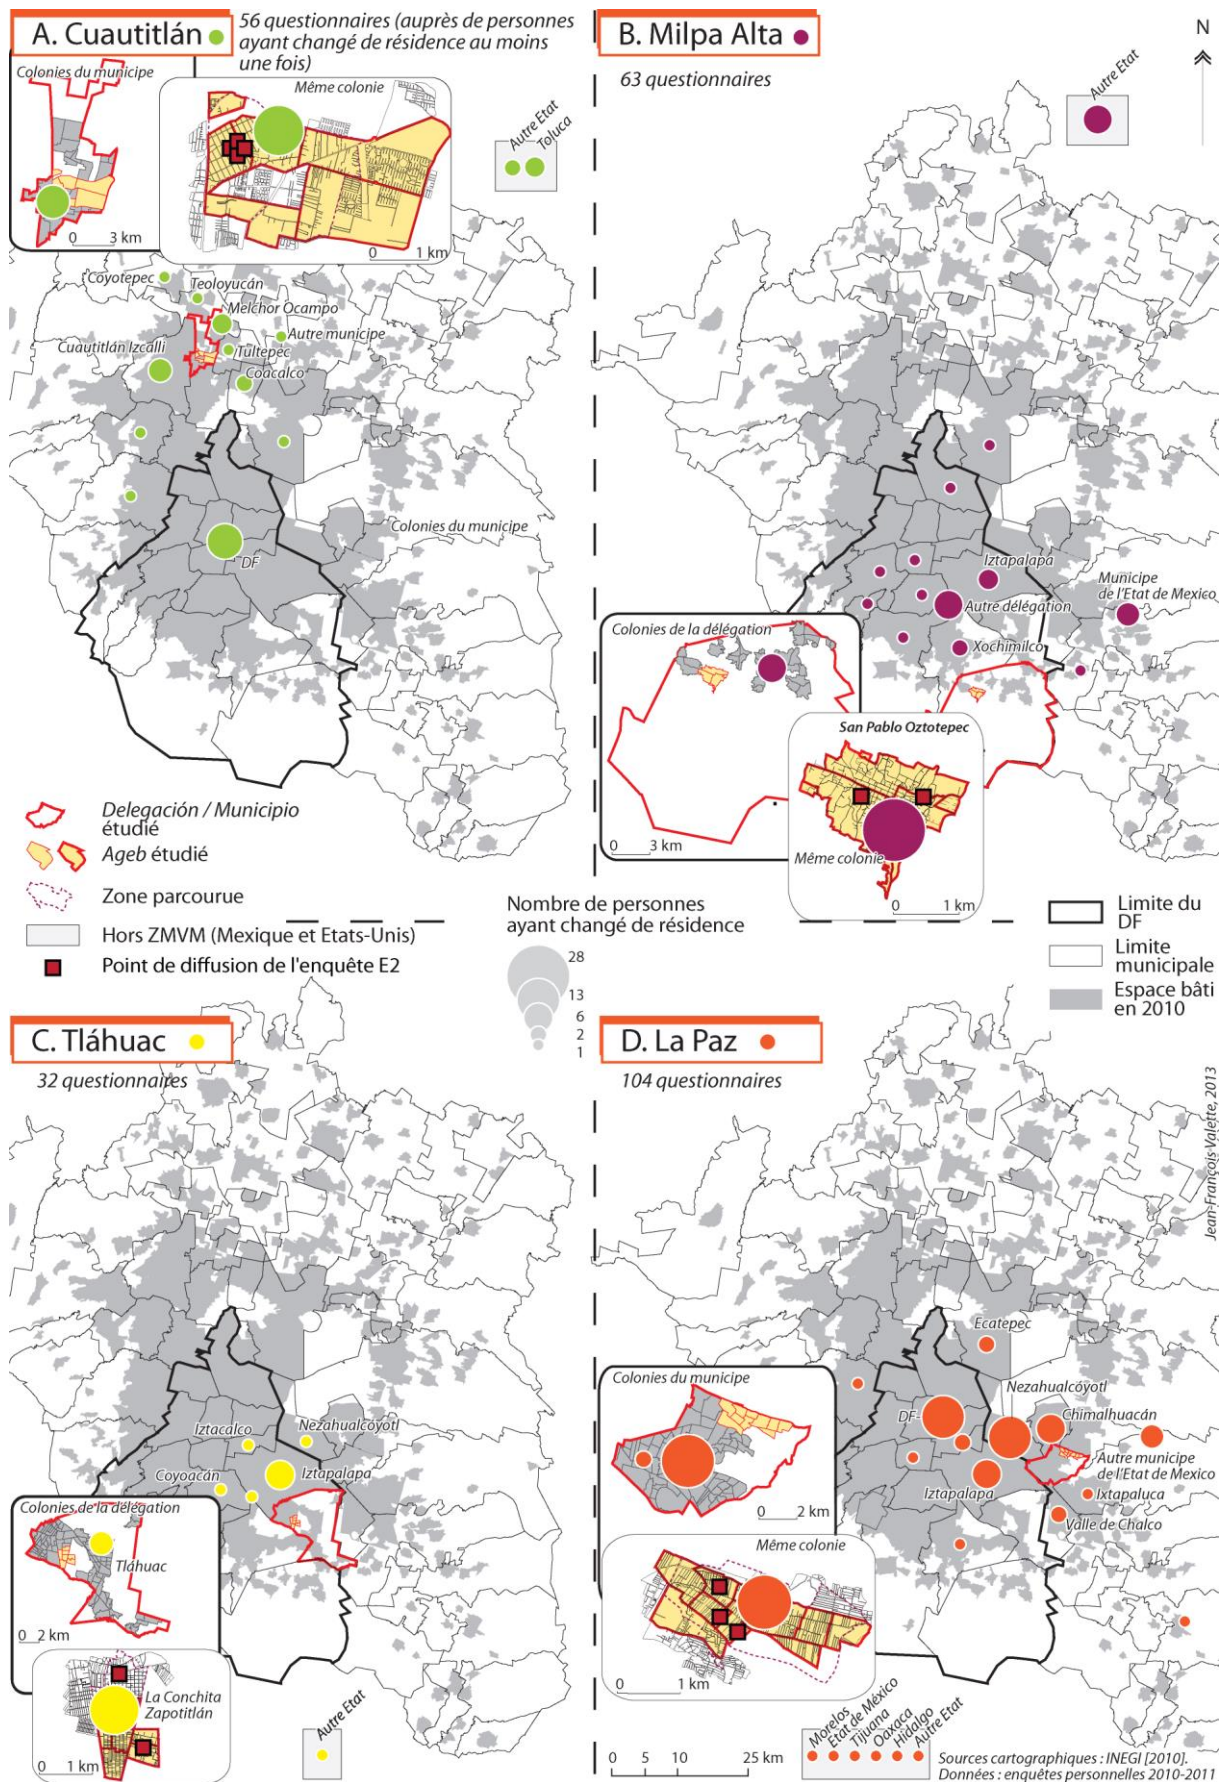 A. Cuautitlán
56 questionnaires (auprès de personnes
ayant changé de résidence au moins
une fois)
Colonies du municipe
0 3 km
Même colonie
0 1 km
Autre Etat
Toluca
Coyotepec
Teoloyucán
Melchor Ocampo
Autre municipe
Tultepec
Cuautitlán Izcalli
Coacalco
Colonies du municipe
DF
B. Milpa Alta
63 questionnaires
N
Autre Etat
Iztapalapa
Municipe
de l'Etat de Mexico
Autre délégation
Xochimilco
Colonies de la délégation
0 3 km
San Pablo Oztotepec
Même colonie
0 1 km
Delegación / Municipio
étudié
Ageb étudié
Zone parcourue
Hors ZMVM (Mexique et Etats-Unis)
Point de diffusion de l'enquête E2
Nombre de personnes
ayant changé de résidence
28
13
6
2
1
Limite du
DF
Limite
municipale
Espace bâti
en 2010
C. Tláhuac
32 questionnaires
Iztacalco
Nezahualcóyotl
Coyoacán
Iztapalapa
Colonies de la délégation
Tláhuac
0 2 km
La Conchita
Zapotitlán
0 1 km
Autre Etat
D. La Paz
104 questionnaires
Jean-François Valette, 2013
Ecatepec
Nezahualcóyotl
Colonies du municipe
DF
Chimalhuacán
Autre municipe
de l'Etat de Mexico
Iztapalapa
Ixtapaluca
Valle de Chalco
0 2 km
Même colonie
0 1 km
Morelos
Etat de México
Tijuana
Oaxaca
Hidalgo
Autre Etat
0 5 10 25 km
Sources cartographiques : INEGI [2010].
Données : enquêtes personnelles 2010-2011